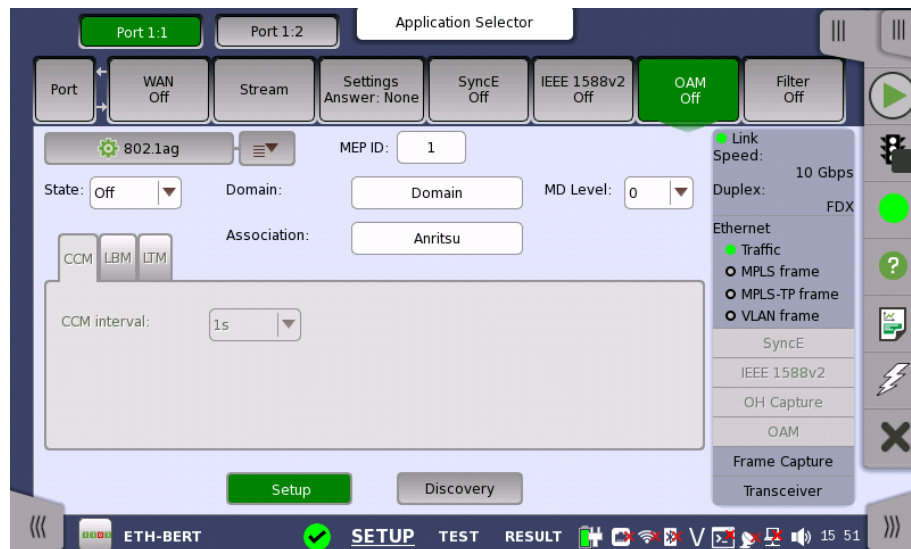 Application Selector
Port 1:1
Port 1:2
Port
WAN
Off
Stream
Settings
Answer: None
SyncE
Off
IEEE 1588v2
Off
OAM
Off
Filter
Off
802.1ag
MEP ID:
1
State:
Off
Domain:
Domain
MD Level:
0
Association:
Anritsu
CCM
LBM
LTM
CCM interval:
1s
Setup
Discovery
Link
Speed:
10 Gbps
Duplex:
FDX
Ethernet
Traffic
MPLS frame
MPLS-TP frame
VLAN frame
SyncE
IEEE 1588v2
OH Capture
OAM
Frame Capture
Transceiver
ETH-BERT
SETUP
TEST
RESULT
V
15 51